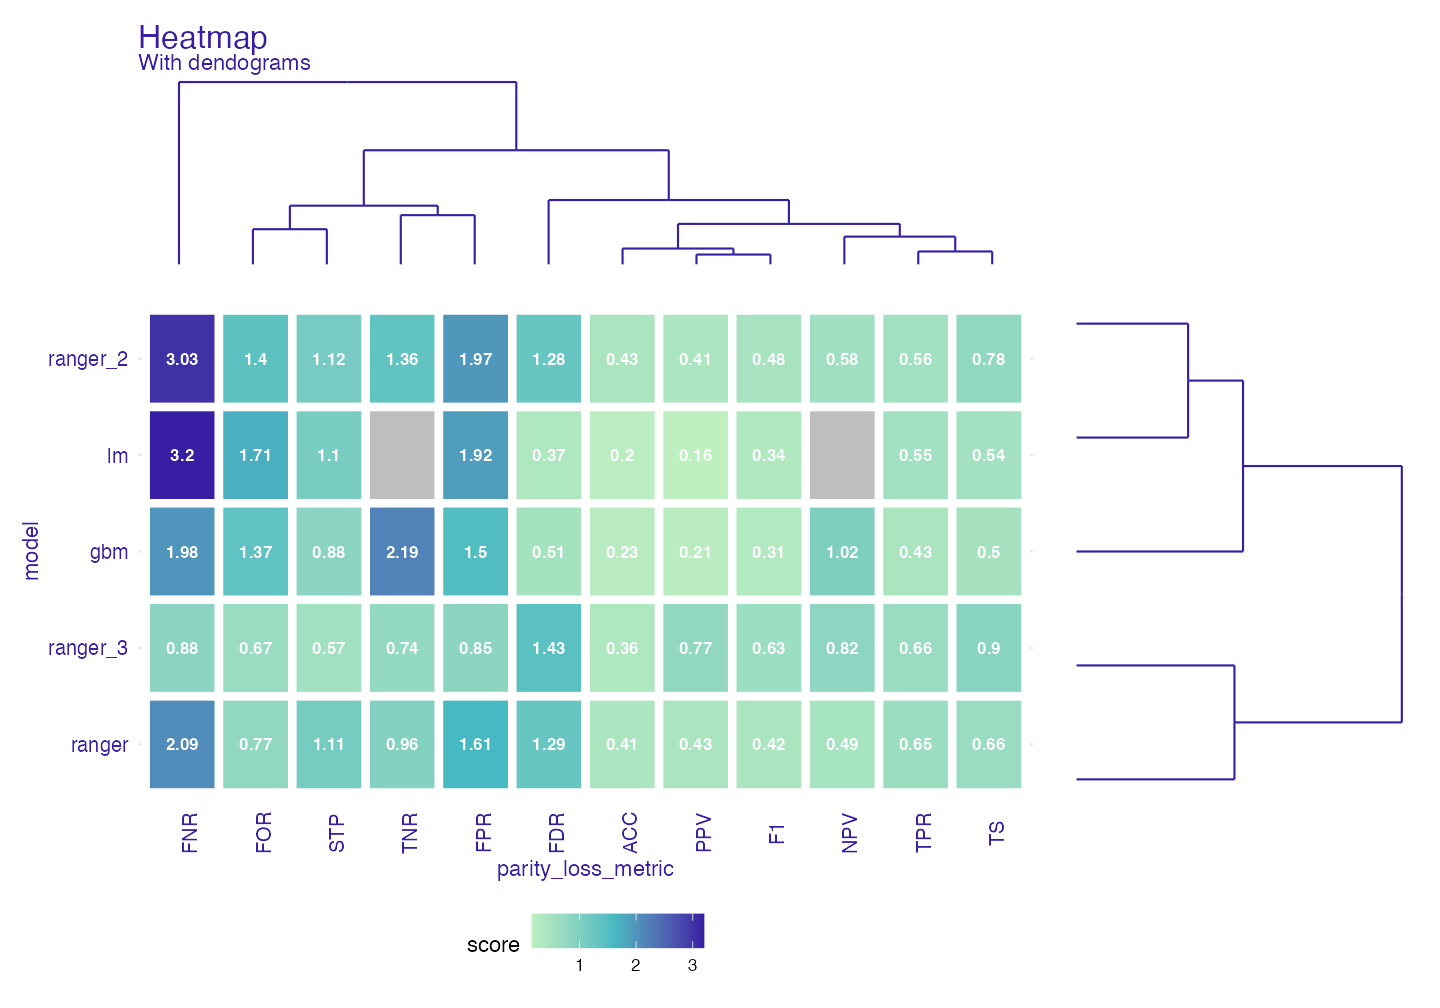 Heatmap
With dendograms
ranger_2 3.03 1.4 1.12 1.36 1.97 1.28 0.43 0.41 0.48 0.58 0.56 0.78
lm 3.2 1.71 1.1 1.92 0.37 0.2 0.16 0.34 0.55 0.54
gbm 1.98 1.37 0.88 2.19 1.5 0.51 0.23 0.21 0.31 1.02 0.43 0.5
ranger_3 0.88 0.67 0.57 0.74 0.85 1.43 0.36 0.77 0.63 0.82 0.66 0.9
ranger 2.09 0.77 1.11 0.96 1.61 1.29 0.41 0.43 0.42 0.49 0.65 0.66
model
FNR FOR STP TNR FPR FDR ACC PPV F1 NPV TPR TS
parity_loss_metric
score
1 2 3